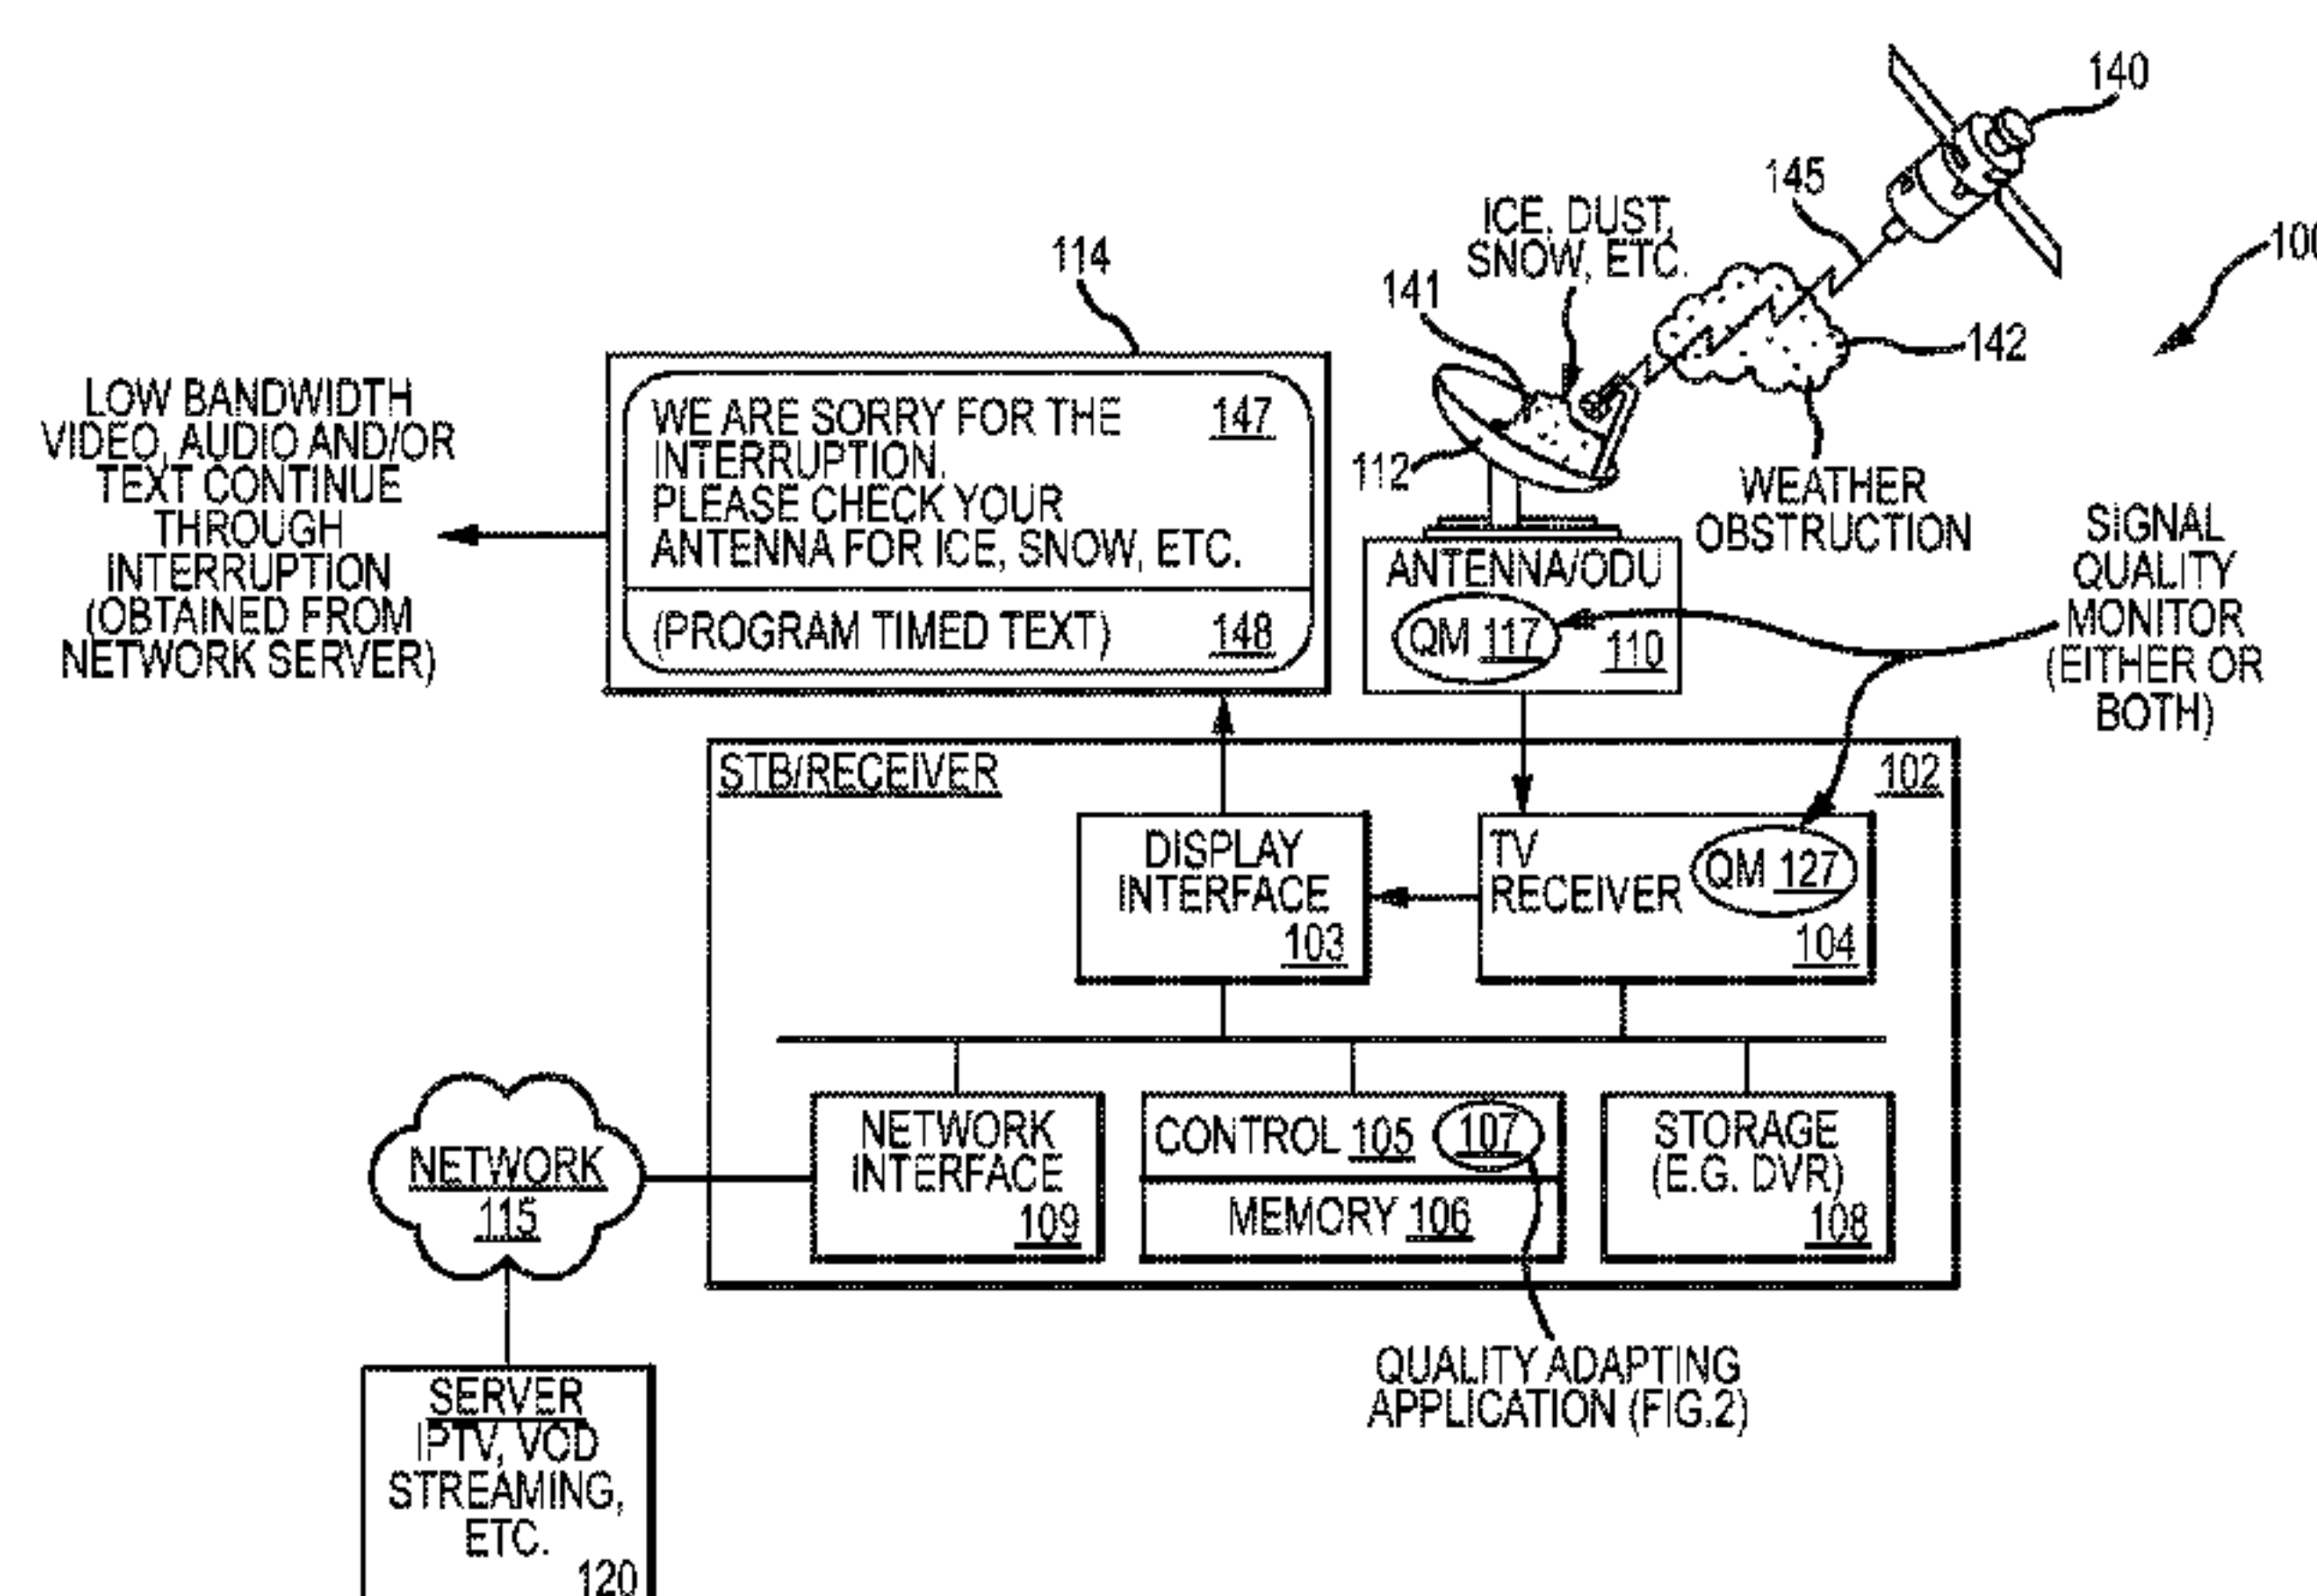 140
145
100
ICE, DUST,
SNOW, ETC.
114
141
142
LOW BANDWIDTH
VIDEO, AUDIO AND/OR
TEXT CONTINUE
THROUGH
INTERRUPTION
(OBTAINED FROM
NETWORK SERVER)
WE ARE SORRY FOR THE 147
INTERRUPTION.
PLEASE CHECK YOUR
ANTENNA FOR ICE, SNOW, ETC.
(PROGRAM TIMED TEXT) 148
112
WEATHER
OBSTRUCTION
SIGNAL
QUALITY
MONITOR
(EITHER OR
BOTH)
ANTENNA/ODU
QM 117
110
STB/RECEIVER 102
DISPLAY
INTERFACE
103
TV
RECEIVER
QM 127
104
NETWORK
115
NETWORK
INTERFACE
109
CONTROL 105 107
MEMORY 106
STORAGE
(E.G. DVR)
108
QUALITY ADAPTING
APPLICATION (FIG.2)
SERVER
IPTV, VOD
STREAMING,
ETC.
120